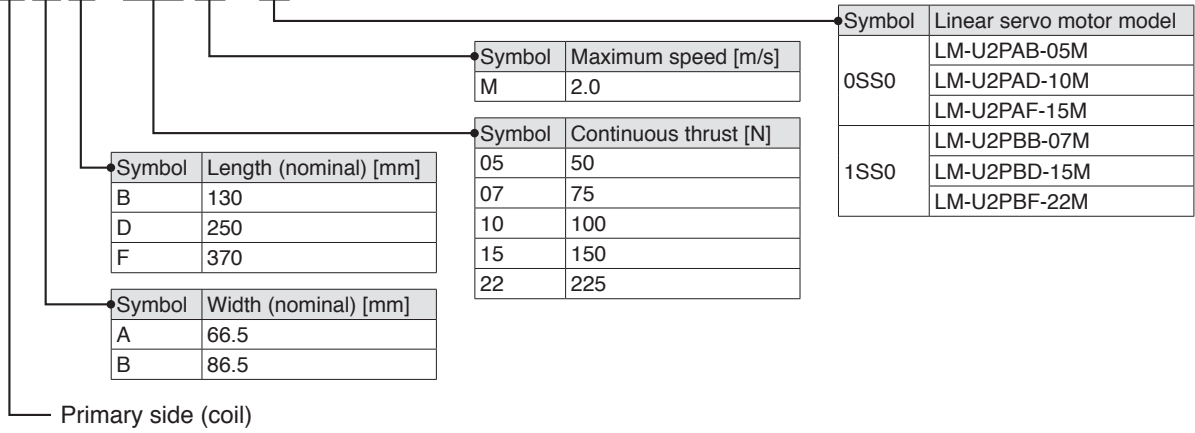 Symbol Linear servo motor model
0SS0
LM-U2PAB-05M
LM-U2PAD-10M
LM-U2PAF-15M
1SS0
LM-U2PBB-07M
LM-U2PBD-15M
LM-U2PBF-22M
Symbol Maximum speed [m/s]
M 2.0
Symbol Continuous thrust [N]
05 50
07 75
10 100
15 150
22 225
Symbol Length (nominal) [mm]
B 130
D 250
F 370
Symbol Width (nominal) [mm]
A 66.5
B 86.5
Primary side (coil)